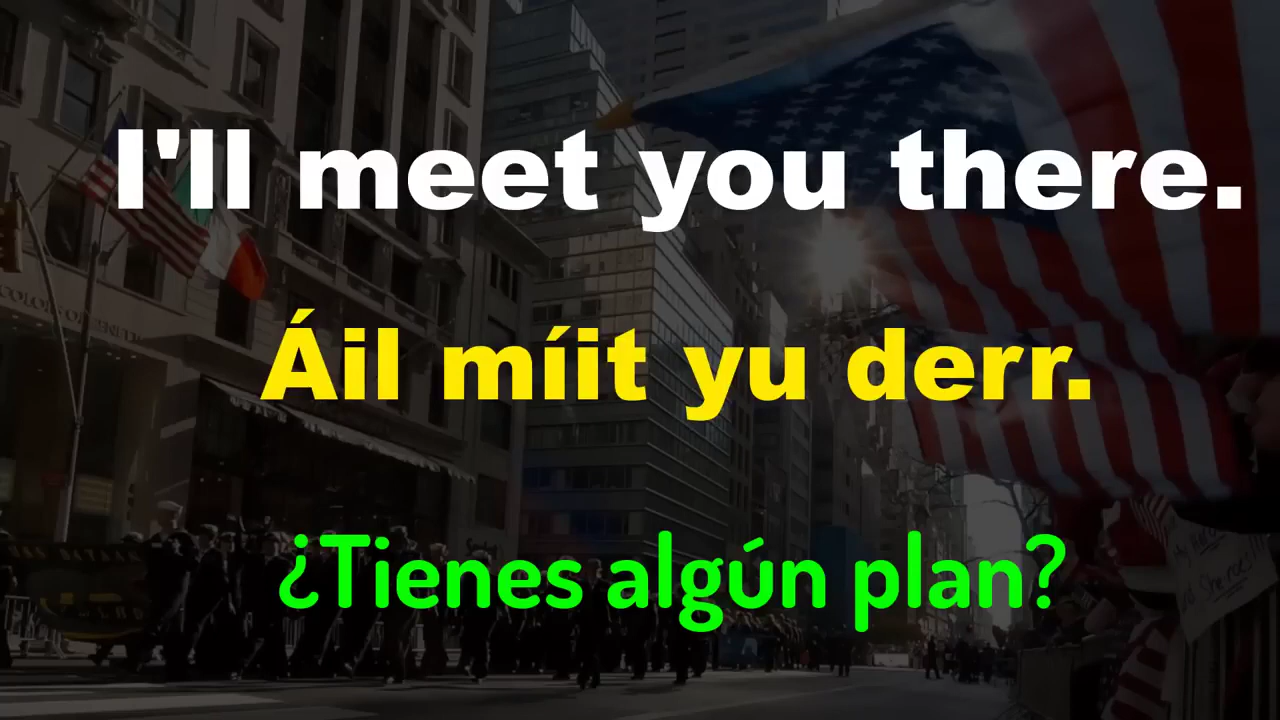 I'll meet you there.
Áil míit yu derr.
¿Tienes algún plan?